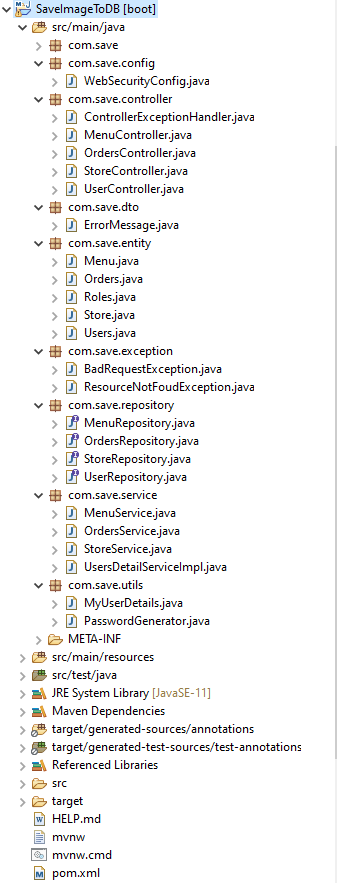 SaveImageToDB [boot]
src/main/java
com.save
com.save.config
WebSecurityConfig.java
com.save.controller
ControllerExceptionHandler.java
MenuController.java
OrdersController.java
StoreController.java
UserController.java
com.save.dto
ErrorMessage.java
com.save.entity
Menu.java
Orders.java
Roles.java
Store.java
Users.java
com.save.exception
BadRequestException.java
ResourceNotFoudException.java
com.save.repository
MenuRepository.java
OrdersRepository.java
StoreRepository.java
UserRepository.java
com.save.service
MenuService.java
OrdersService.java
StoreService.java
UsersDetailServiceImpl.java
com.save.utils
MyUserDetails.java
PasswordGenerator.java
META-INF
src/main/resources
src/test/java
JRE System Library [JavaSE-11]
Maven Dependencies
target/generated-sources/annotations
target/generated-test-sources/test-annotations
Referenced Libraries
src
target
HELP.md
mvnw
mvnw.cmd
pom.xml